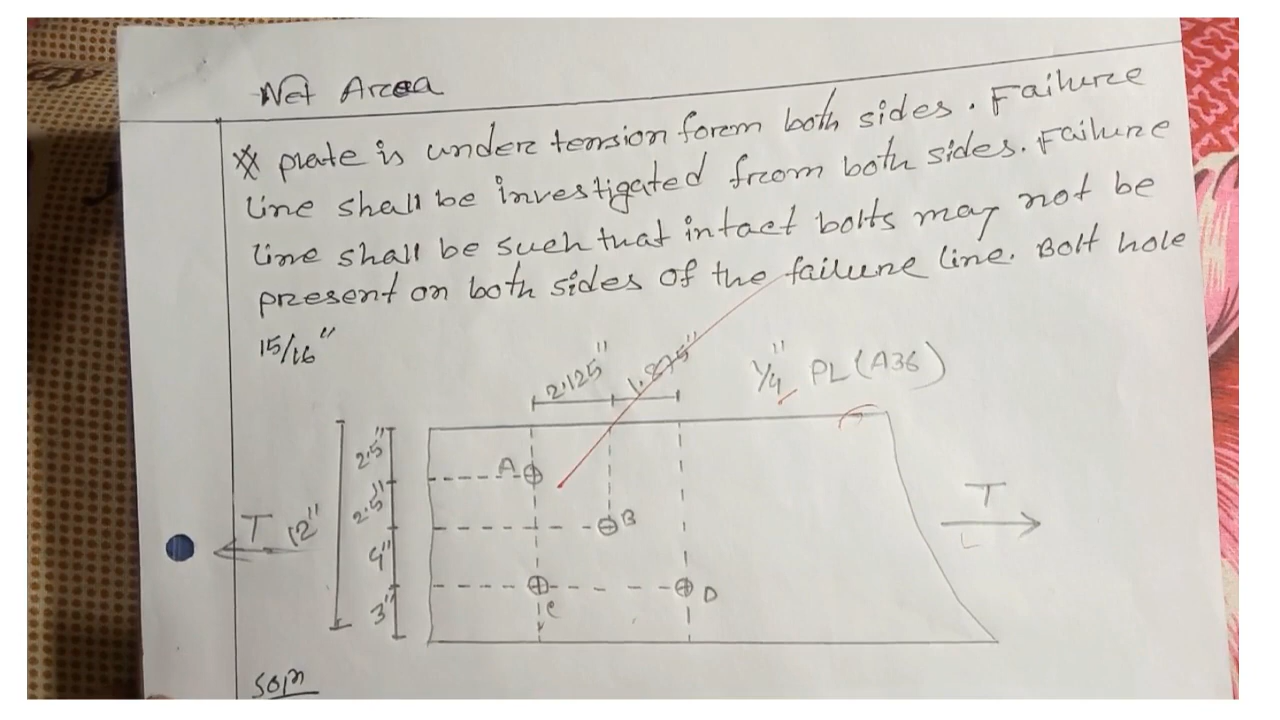 Net Area
※ plate is under tension form both sides. Failure
line shall be investigated from both sides. Failure
line shall be such that intact bolts may not be
present on both sides of the failure line. Bolt hole
15/16"
2.125"
1.875"
1/4" PL (A36)
2.5"
2.5"
4"
3"
12"
T
T
A
B
C
D
Soln